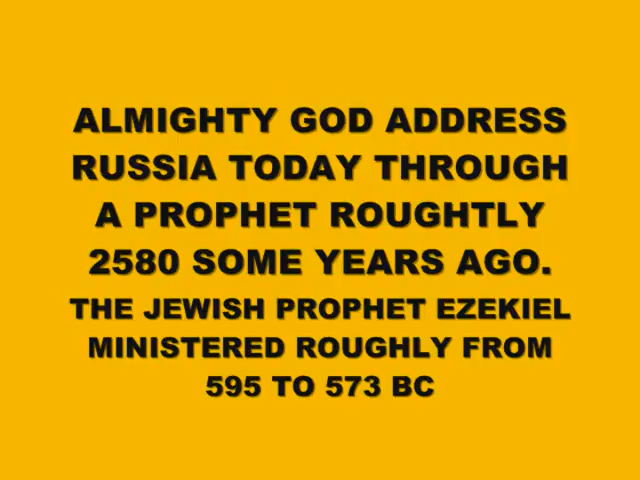 ALMIGHTY GOD ADDRESS
RUSSIA TODAY THROUGH
A PROPHET ROUGHTLY
2580 SOME YEARS AGO.
THE JEWISH PROPHET EZEKIEL
MINISTERED ROUGHLY FROM
595 TO 573 BC